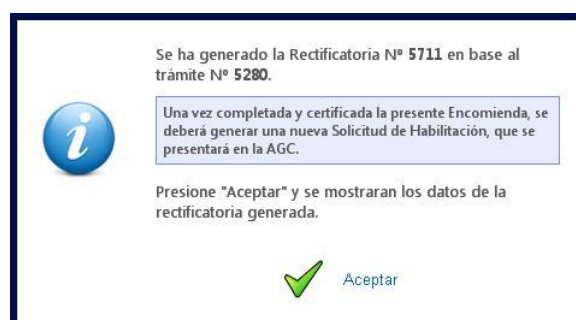 Se ha generado la Rectificatoria Nº 5711 en base al
trámite Nº 5280.
Una vez completada y certificada la presente Encomienda, se
deberá generar una nueva Solicitud de Habilitación, que se
presentará en la AGC.
Presione "Aceptar" y se mostraran los datos de la
rectificatoria generada.
Aceptar